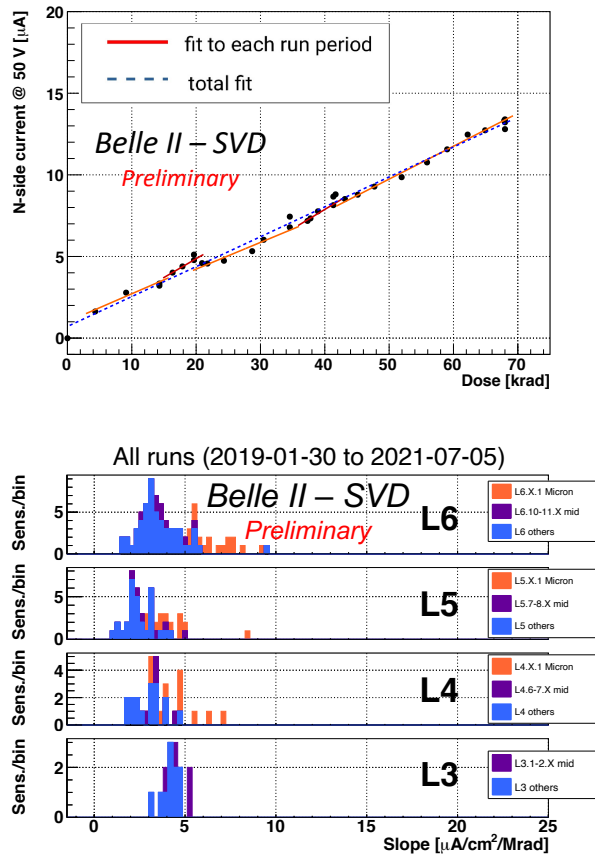 N-side current @ 50 V [μA]
20
15
10
5
0
fit to each run period
total fit
Belle II – SVD
Preliminary
0 10 20 30 40 50 60 70
Dose [krad]
All runs (2019-01-30 to 2021-07-05)
Sens./bin
5
0
Belle II – SVD
Preliminary
L6
L6.X.1 Micron
L6.10-11.X mid
L6 others
Sens./bin
5
0
L5
L5.X.1 Micron
L5.7-8.X mid
L5 others
Sens./bin
4
2
0
L4
L4.X.1 Micron
L4.6-7.X mid
L4 others
Sens./bin
2
0
L3
L3.1-2.X mid
L3 others
0 5 10 15 20 25
Slope [μA/cm²/Mrad]